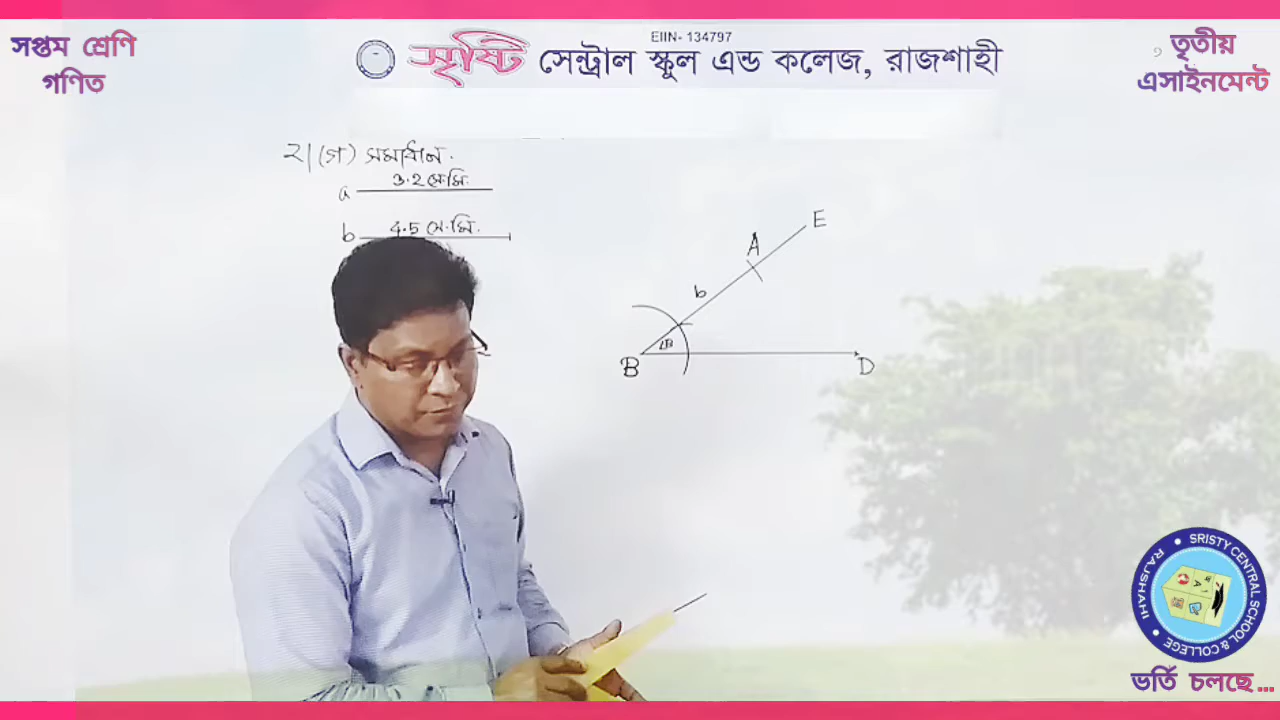 সপ্তম শ্রেণি
গণিত
EIIN- 134797
সৃষ্টি সেন্ট্রাল স্কুল এন্ড কলেজ, রাজশাহী
তৃতীয়
এসাইনমেন্ট
২। (গ) সমাধান.
a 3.2 সে.মি.
b 4.5 সে.মি.
E
A
b
∠B
B
D
SRISTY CENTRAL SCHOOL & COLLEGE
RAJSHAHI
ভর্তি চলছে...